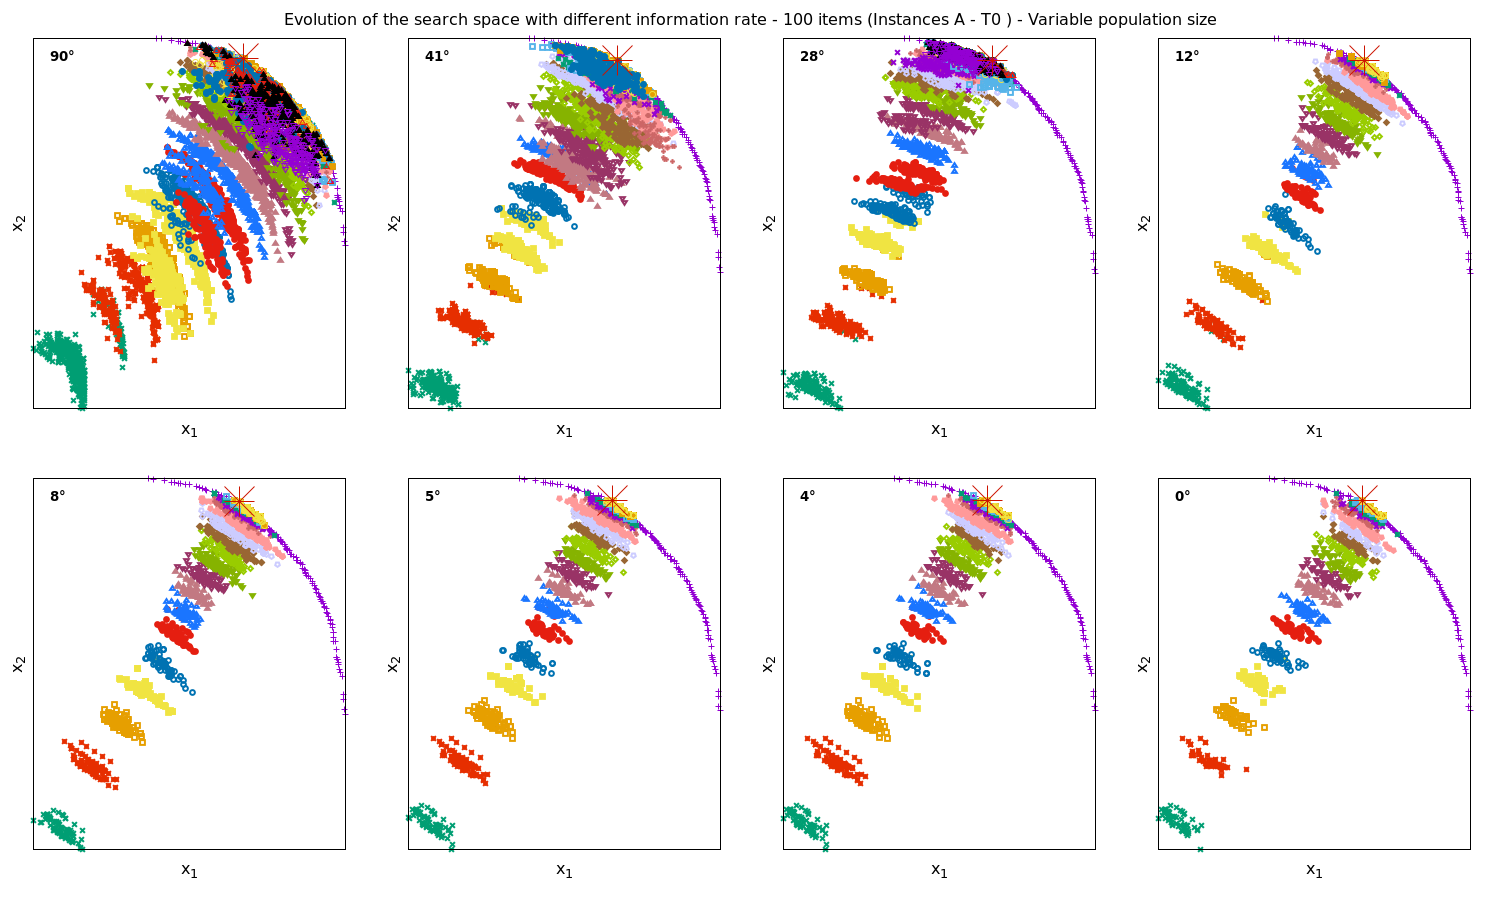 Evolution of the search space with different information rate - 100 items (Instances A - T0 ) - Variable population size
90°
41°
28°
12°
x2
x2
x2
x2
x1
x1
x1
x1
8°
5°
4°
0°
x2
x2
x2
x2
x1
x1
x1
x1